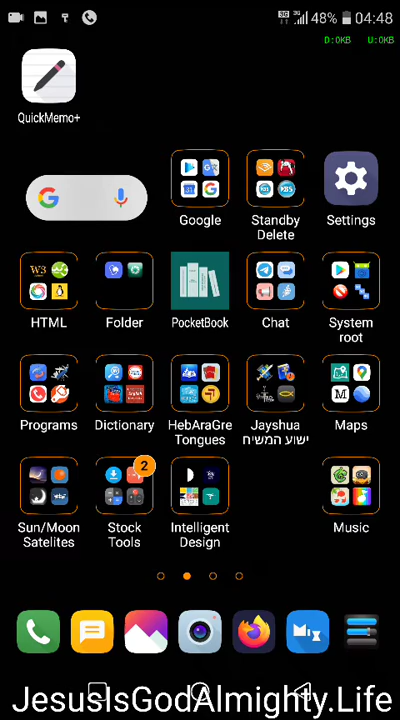 3G 48% 04:48
D:0KB U:0KB
QuickMemo+
Google
Standby
Delete
Settings
HTML
Folder
PocketBook
Chat
System
root
Programs
Dictionary
HebAraGre
Tongues
Jayshua
ישוע המשיח
Maps
2
Sun/Moon
Satelites
Stock
Tools
Intelligent
Design
Music
JesusIsGodAlmighty.Life